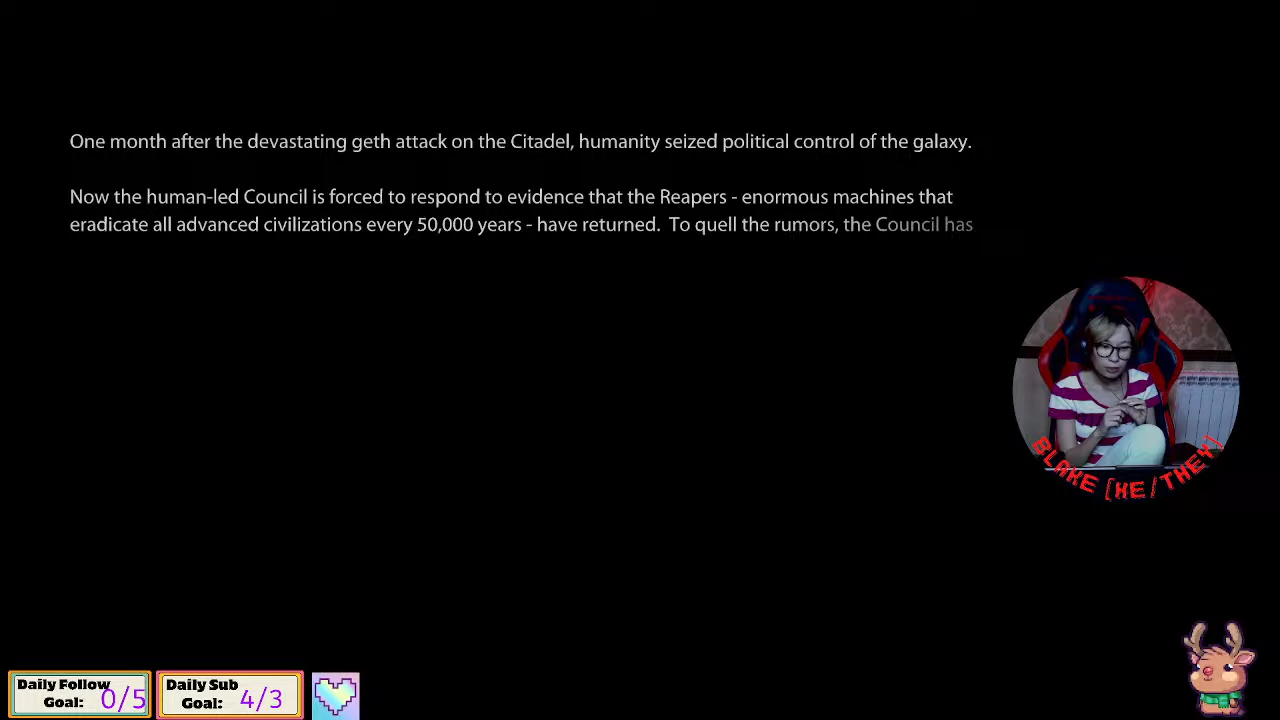 One month after the devastating geth attack on the Citadel, humanity seized political control of the galaxy.
Now the human-led Council is forced to respond to evidence that the Reapers - enormous machines that
eradicate all advanced civilizations every 50,000 years - have returned.  To quell the rumors, the Council has
BLAKE [HE/THEY]
Daily Follow
Goal: 0/5
Daily Sub
Goal: 4/3